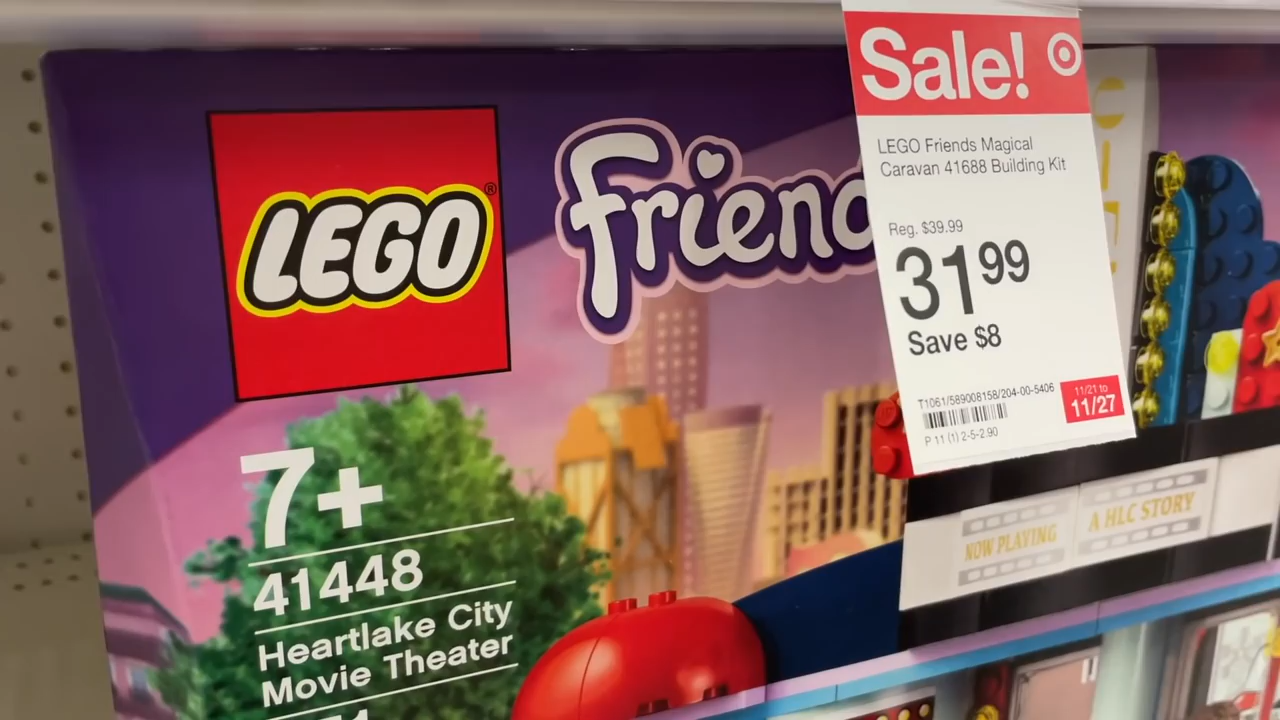 LEGO®
Friend
7+
41448
Heartlake City
Movie Theater
Sale!
LEGO Friends Magical
Caravan 41688 Building Kit
Reg. $39.99
31 99
Save $8
T1061/589008158/204-00-5406
P 11 (1) 2-5-2.90
11/21 to
11/27
NOW PLAYING
A HLC STORY